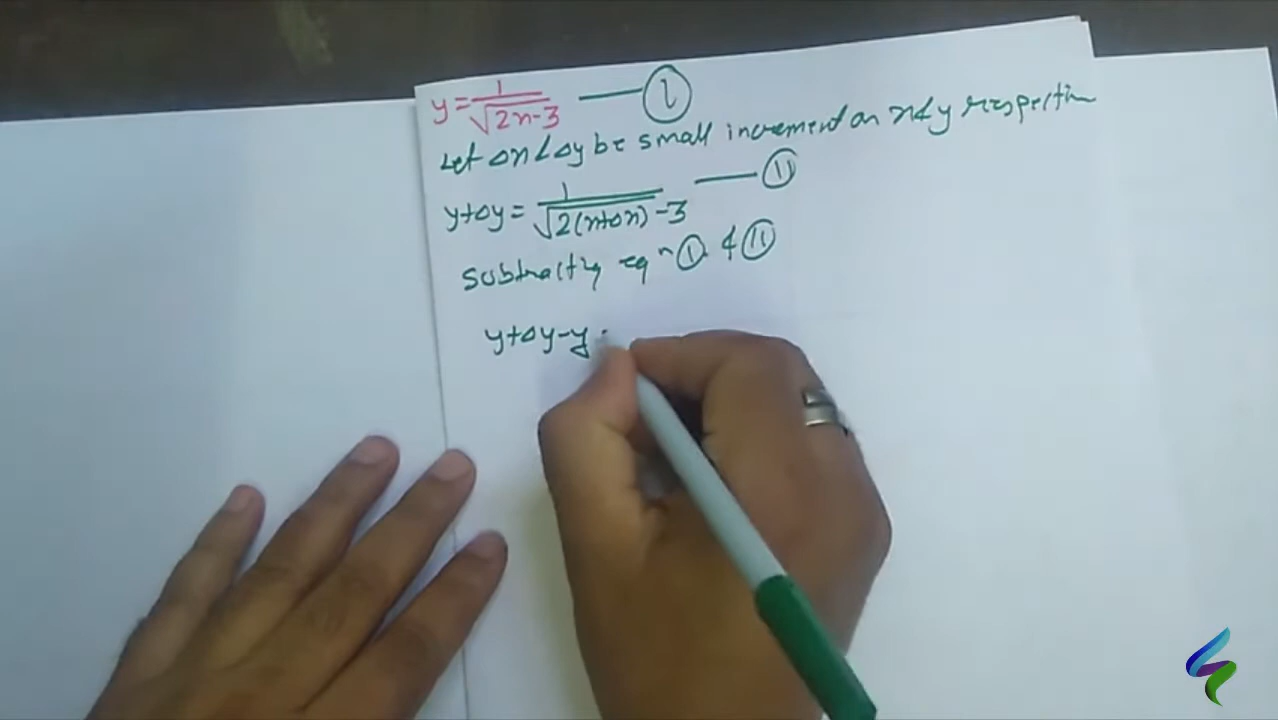 y = 1/√2x-3 —— (I)
Let Δx & Δy be small increment on x & y respective
y+Δy = 1/√2(x+Δx) -3 —— (II)
Subtracting eqn (I) & (II)
y+Δy-y